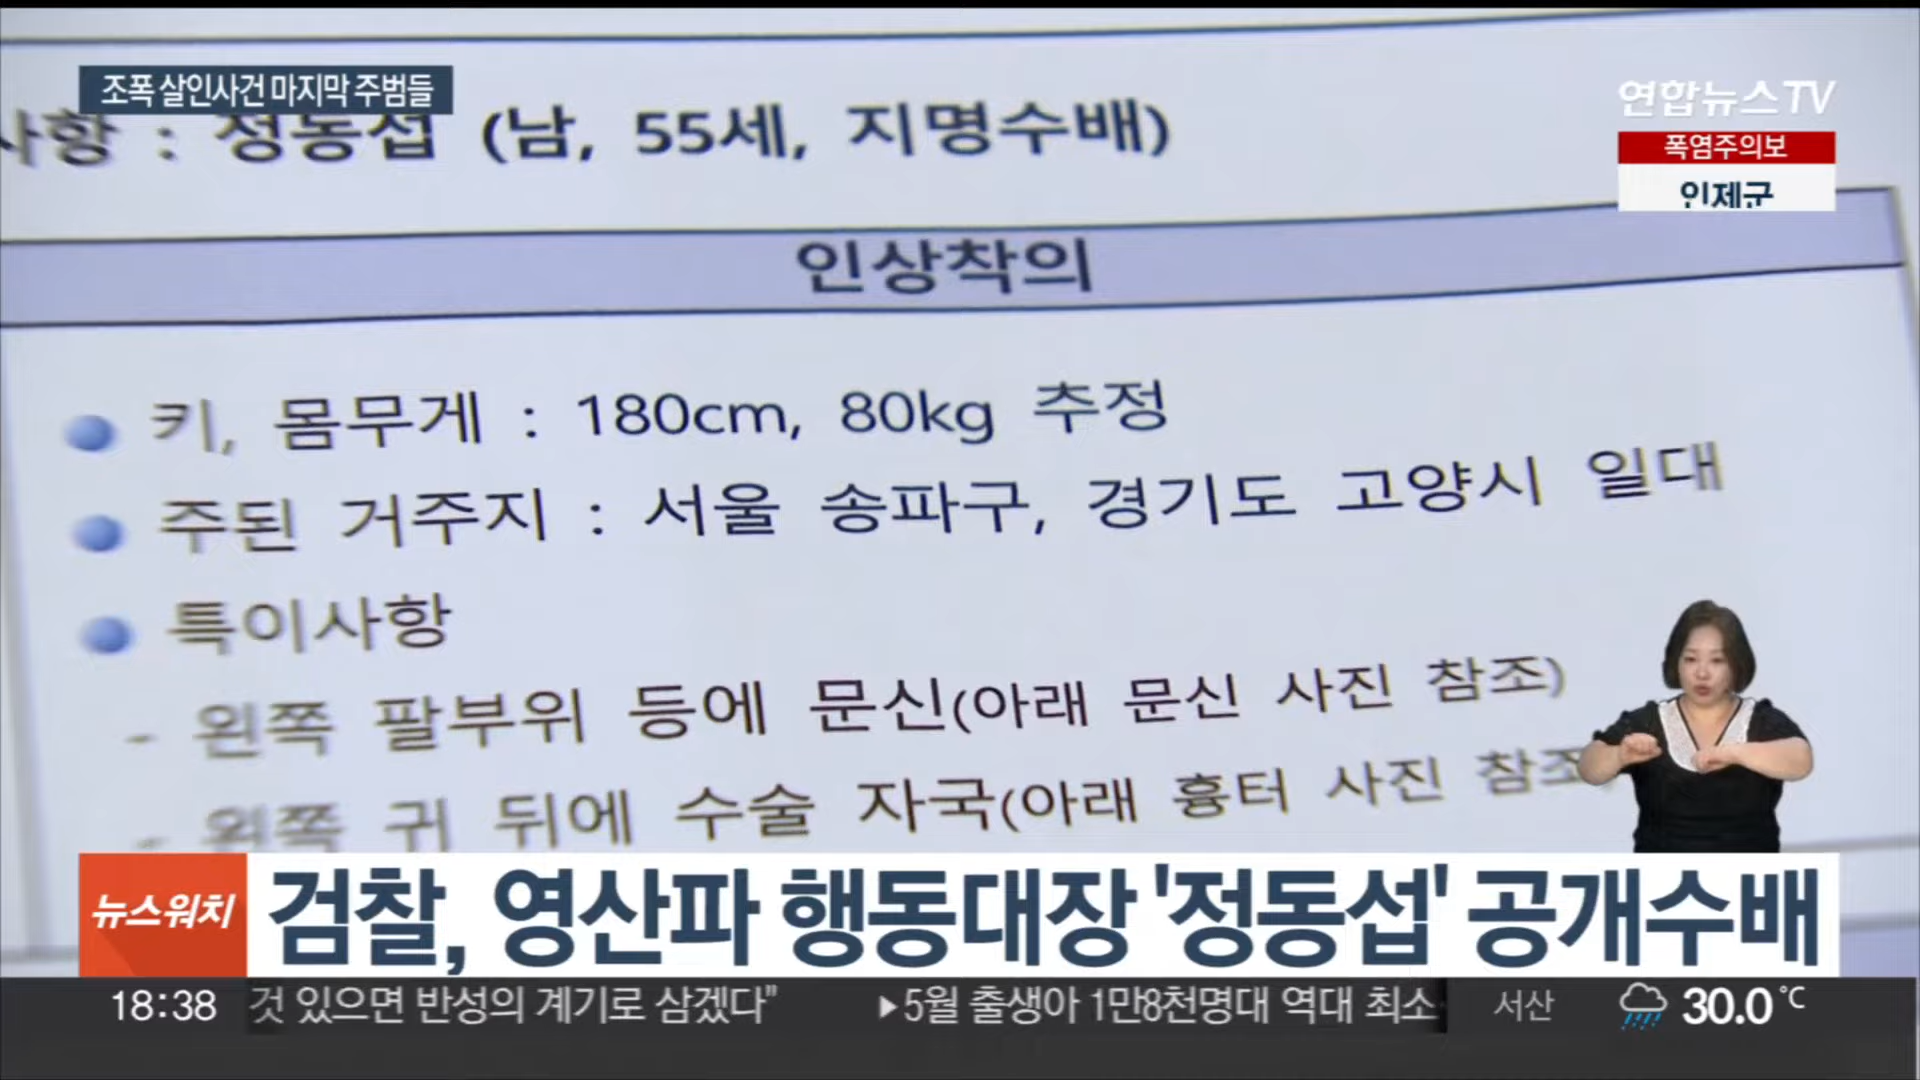 조폭 살인사건 마지막 주범들
연합뉴스TV
폭염주의보
인제군
사항 : 정동섭 (남, 55세, 지명수배)
인상착의
키, 몸무게 : 180cm, 80kg 추정
주된 거주지 : 서울 송파구, 경기도 고양시 일대
특이사항
- 왼쪽 팔부위 등에 문신(아래 문신 사진 참조)
- 왼쪽 귀 뒤에 수술 자국(아래 흉터 사진 참조
뉴스워치
검찰, 영산파 행동대장 '정동섭' 공개수배
18:38 것 있으면 반성의 계기로 삼겠다" ▶5월 출생아 1만8천명대 역대 최소 서산 30.0℃